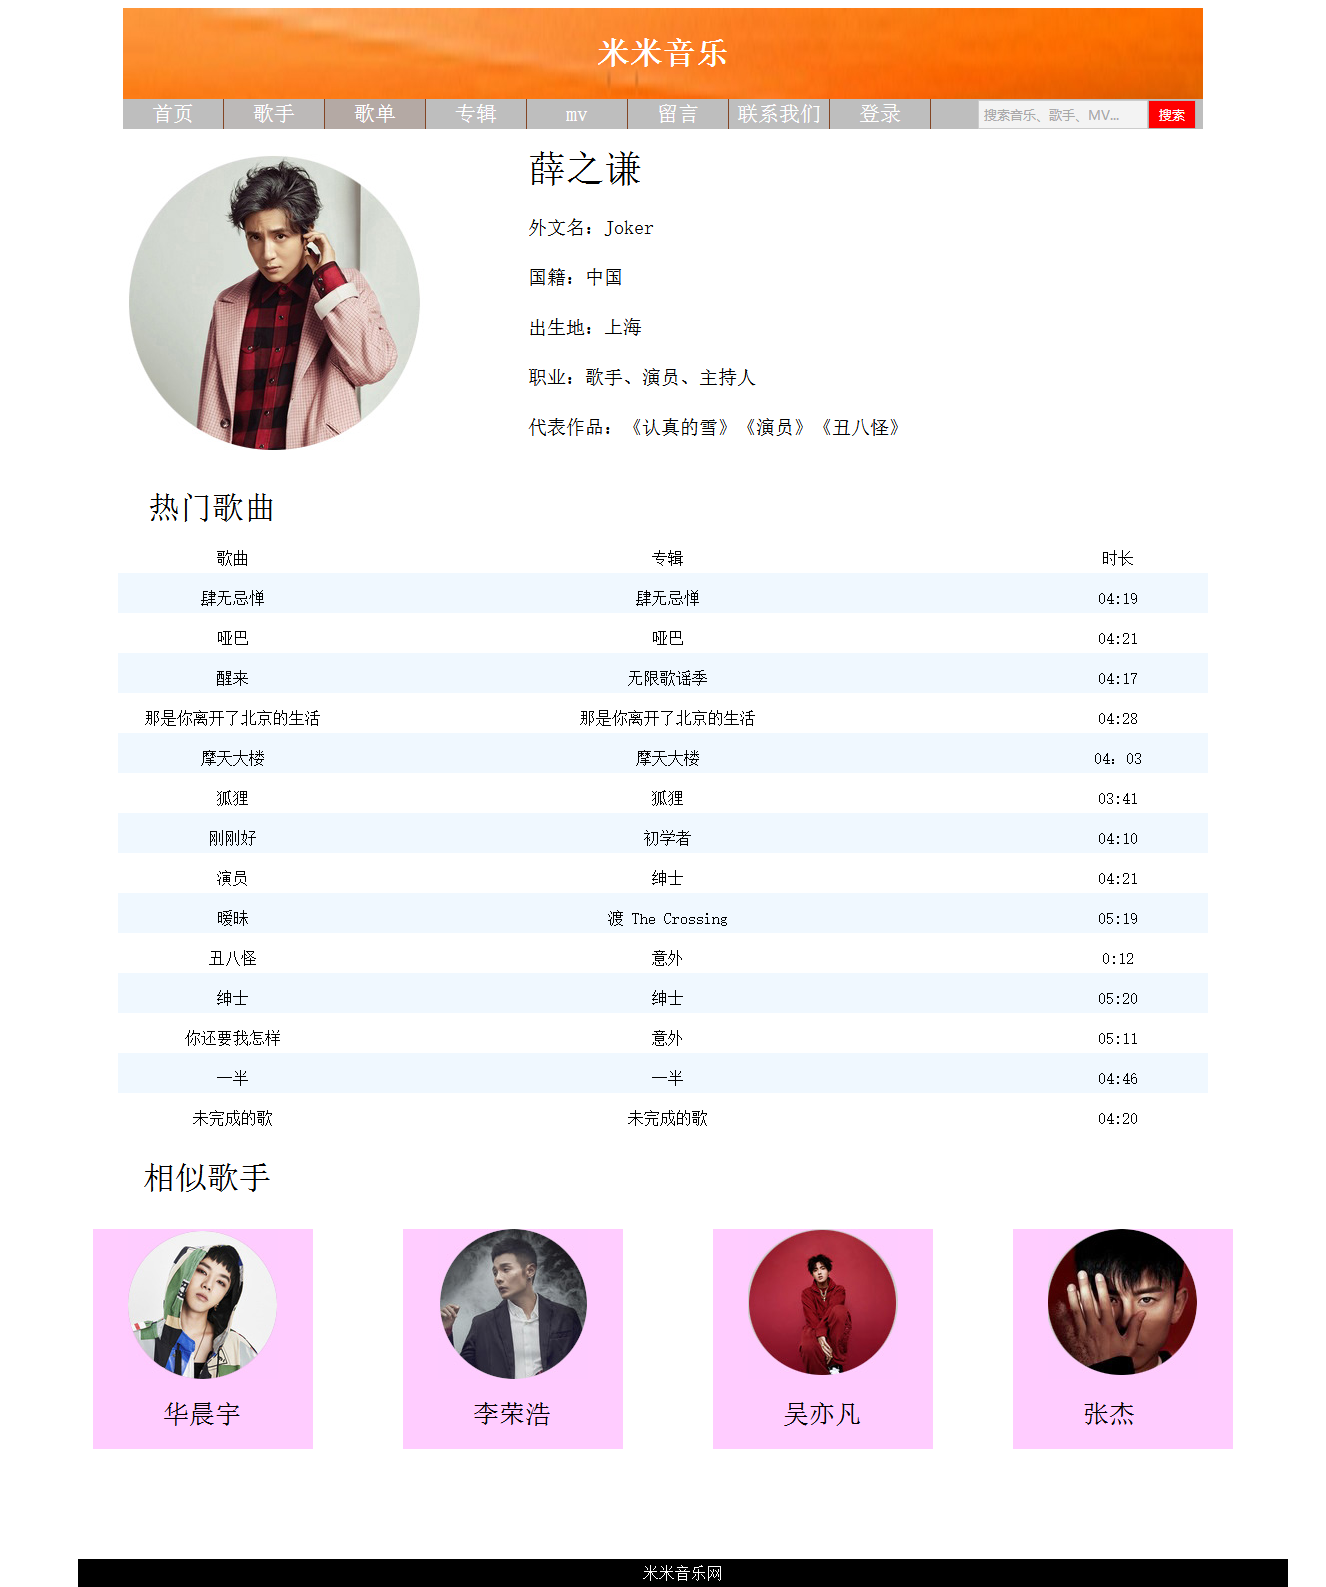 米米音乐
首页 歌手 歌单 专辑 mv 留言 联系我们 登录 搜索音乐、歌手、MV... 搜索
薛之谦
外文名：Joker
国籍：中国
出生地：上海
职业：歌手、演员、主持人
代表作品：《认真的雪》《演员》《丑八怪》
热门歌曲
歌曲 专辑 时长
肆无忌惮 肆无忌惮 04:19
哑巴 哑巴 04:21
醒来 无限歌谣季 04:17
那是你离开了北京的生活 那是你离开了北京的生活 04:28
摩天大楼 摩天大楼 04：03
狐狸 狐狸 03:41
刚刚好 初学者 04:10
演员 绅士 04:21
暧昧 渡 The Crossing 05:19
丑八怪 意外 0:12
绅士 绅士 05:20
你还要我怎样 意外 05:11
一半 一半 04:46
未完成的歌 未完成的歌 04:20
相似歌手
华晨宇 李荣浩 吴亦凡 张杰
米米音乐网